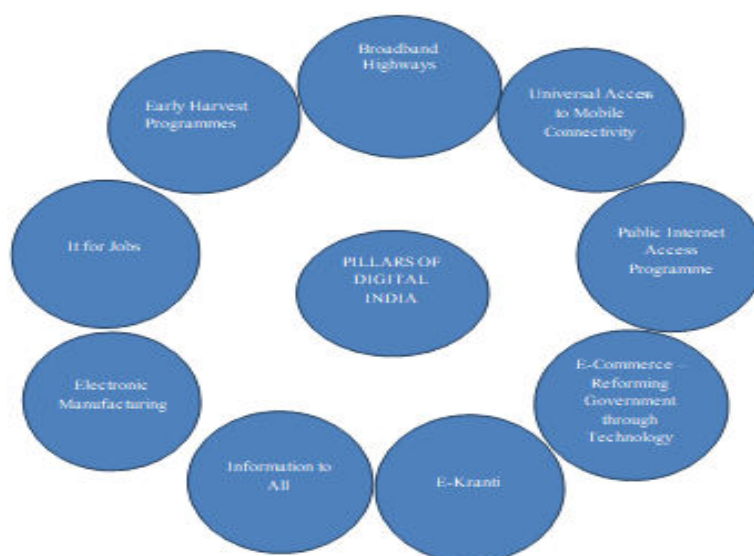 Broadband
Highways
Universal Access
to Mobile
Connectivity
Public Internet
Access
Programme
E-Commerce –
Reforming
Government
through
Technology
E-Kranti
Information to
All
Electronic
Manufacturing
It for Jobs
Early Harvest
Programmes
PILLARS OF
DIGITAL
INDIA